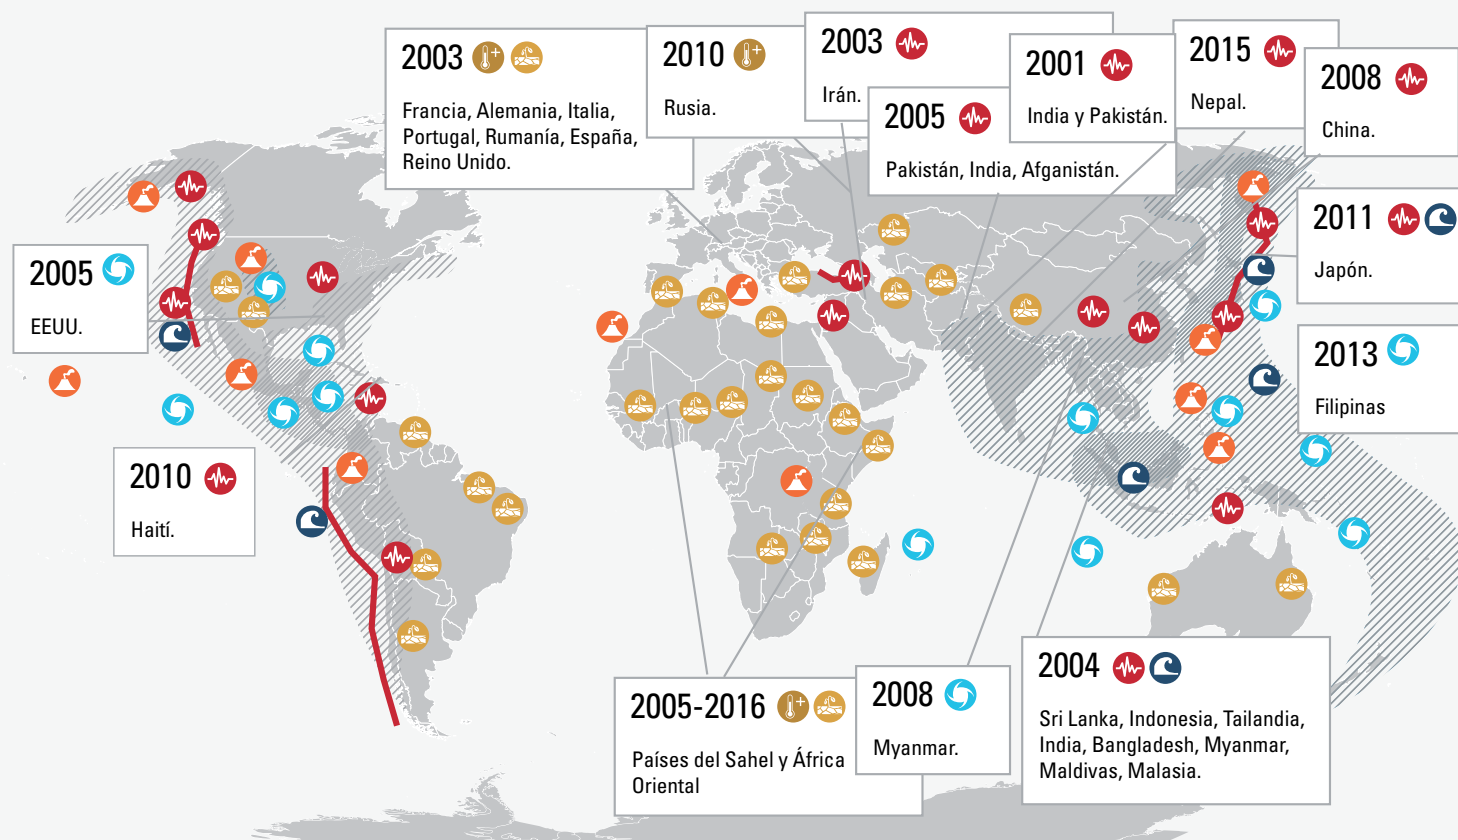 2003
Francia, Alemania, Italia,
Portugal, Rumanía, España,
Reino Unido.
2010
Rusia.
2003
Irán.
2005
Pakistán, India, Afganistán.
2001
India y Pakistán.
2015
Nepal.
2008
China.
2011
Japón.
2013
Filipinas
2005
EEUU.
2010
Haití.
2005-2016
Países del Sahel y África
Oriental
2008
Myanmar.
2004
Sri Lanka, Indonesia, Tailandia,
India, Bangladesh, Myanmar,
Maldivas, Malasia.